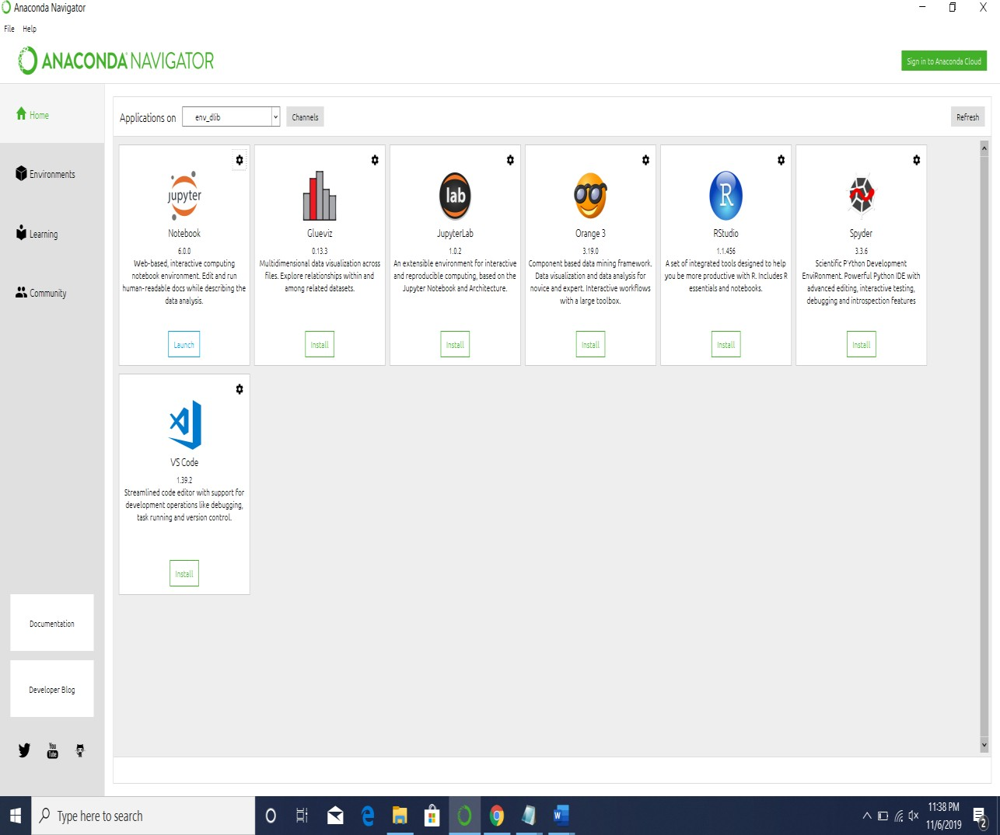 Anaconda Navigator
File Help
ANACONDA NAVIGATOR
Sign in to Anaconda Cloud
Home
Environments
Learning
Community
Documentation
Developer Blog
You
Tube
Applications on env_dlib Channels Refresh
jupyter
Notebook
6.0.0
Web-based, interactive computing
notebook environment. Edit and run
human-readable docs while describing the
data analysis.
Launch
Glueviz
0.13.3
Multidimensional data visualization across
files. Explore relationships within and
among related datasets.
Install
lab
JupyterLab
1.0.2
An extensible environment for interactive
and reproducible computing, based on the
Jupyter Notebook and Architecture.
Install
Orange 3
3.19.0
Component based data mining framework.
Data visualization and data analysis for
novice and expert. Interactive workflows
with a large toolbox.
Install
R
RStudio
1.1.456
A set of integrated tools designed to help
you be more productive with R. Includes R
essentials and notebooks.
Install
Spyder
3.3.6
Scientific PYthon Development
EnviRonment. Powerful Python IDE with
advanced editing, interactive testing,
debugging and introspection features
Install
VS Code
1.39.2
Streamlined code editor with support for
development operations like debugging,
task running and version control.
Install
Type here to search
W
11:38 PM
11/6/2019
2